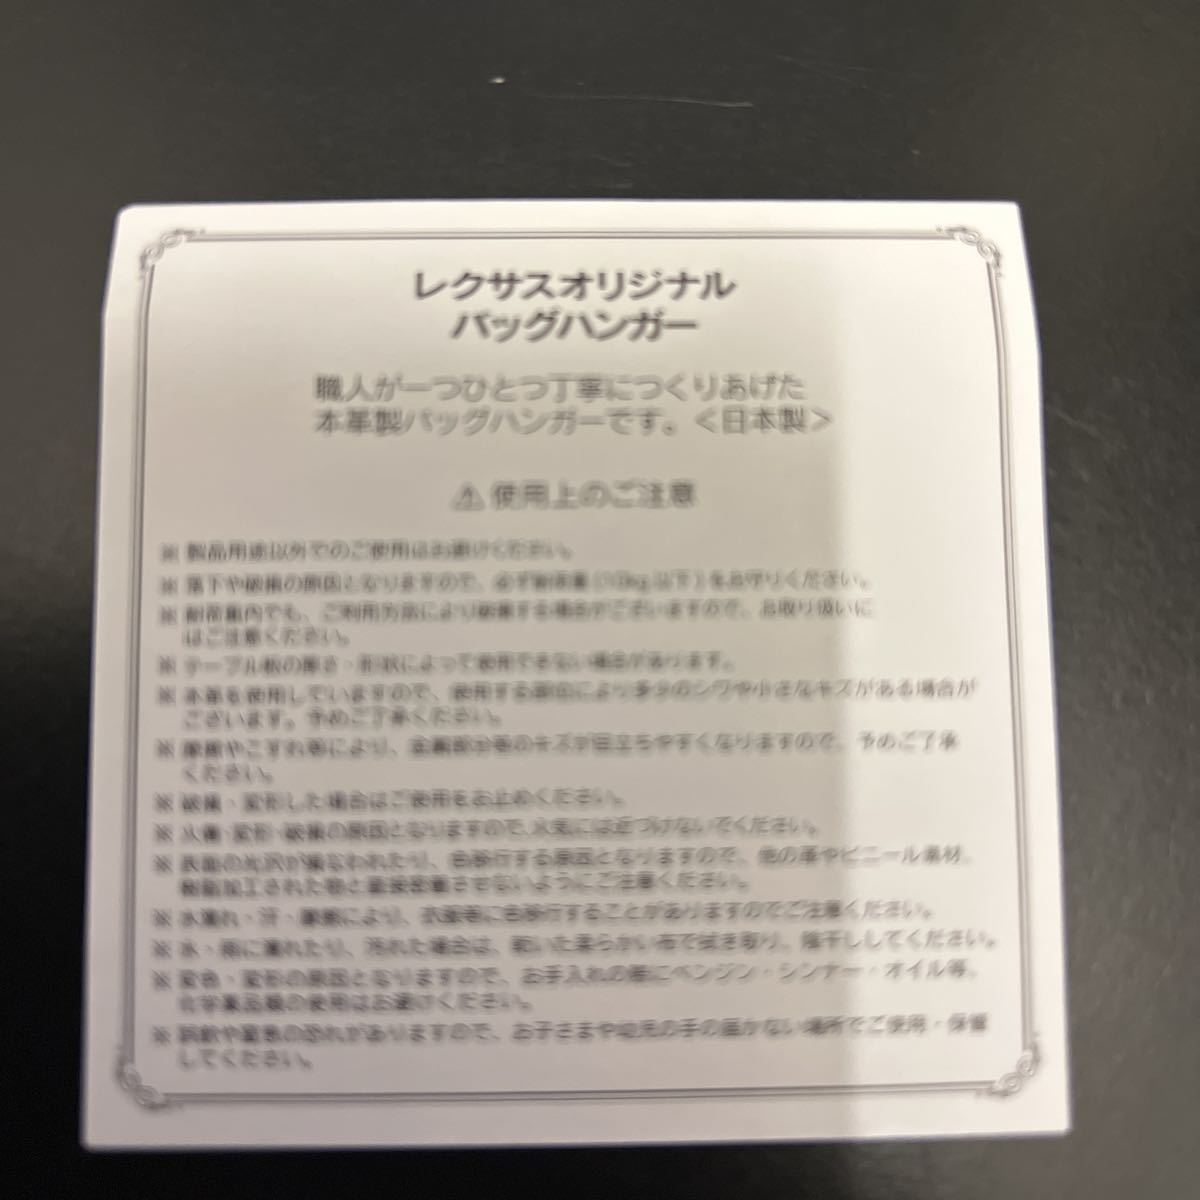 レクサスオリジナル
バッグハンガー
職人が一つひとつ丁寧につくりあげた
本革製バッグハンガーです。＜日本製＞
⚠ 使用上のご注意
※ 製品用途以外でのご使用はお避けください。
※ 落下や破損の原因となりますので、必ず耐荷重(10kg以下)をお守りください。
※ 耐荷重内でも、ご利用方法により破損する場合がございますので、お取り扱いに
はご注意ください。
※ テーブル板の厚さ・形状によって使用できない場合があります。
※ 本革を使用していますので、使用する部位により多少のシワや小さなキズがある場合が
ございます。予めご了承ください。
※ 摩擦やこすれ等により、金属部分等のキズが目立ちやすくなりますので、予めご了承
ください。
※ 破損・変形した場合はご使用をお止めください。
※ 火傷・変形・破損の原因となりますので、火気には近づけないでください。
※ 表面の光沢が損なわれたり、色移行する原因となりますので、他の革やビニール素材、
樹脂加工された物と直接密着させないようにご注意ください。
※ 水濡れ・汗・摩擦により、衣服等に色移行することがありますのでご注意ください。
※ 水・雨に濡れたり、汚れた場合は、乾いた柔らかい布で拭き取り、陰干ししてください。
※ 変色・変形の原因となりますので、お手入れの際にベンジン・シンナー・オイル等、
化学薬品類の使用はお避けください。
※ 誤飲や窒息の恐れがありますので、お子さまや幼児の手の届かない場所でご使用・保管
してください。